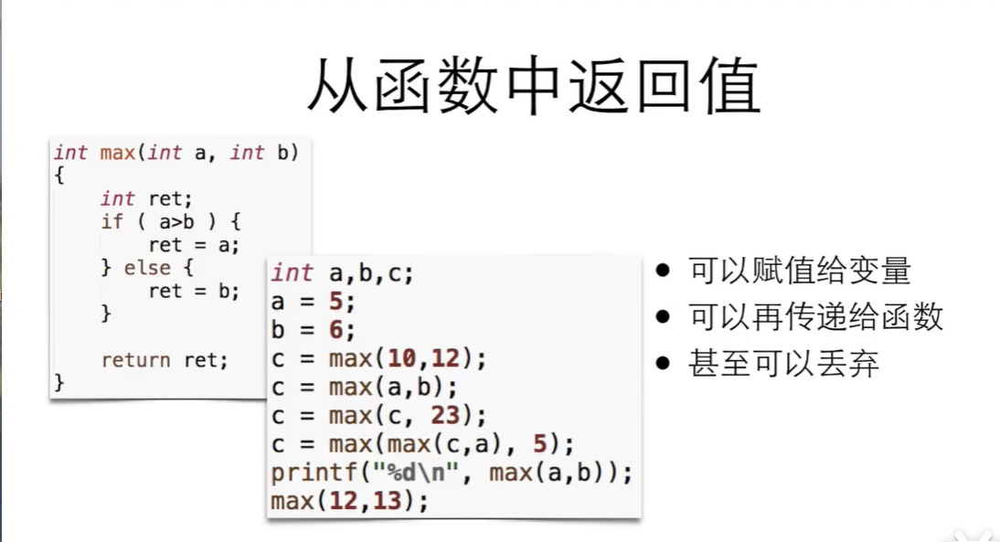 从函数中返回值
int max(int a, int b)
{
    int ret;
    if ( a>b ) {
        ret = a;
    } else {
        ret = b;
    }
    return ret;
}
int a,b,c;
a = 5;
b = 6;
c = max(10,12);
c = max(a,b);
c = max(c, 23);
c = max(max(c,a), 5);
printf("%d\n", max(a,b));
max(12,13);
● 可以赋值给变量
● 可以再传递给函数
● 甚至可以丢弃